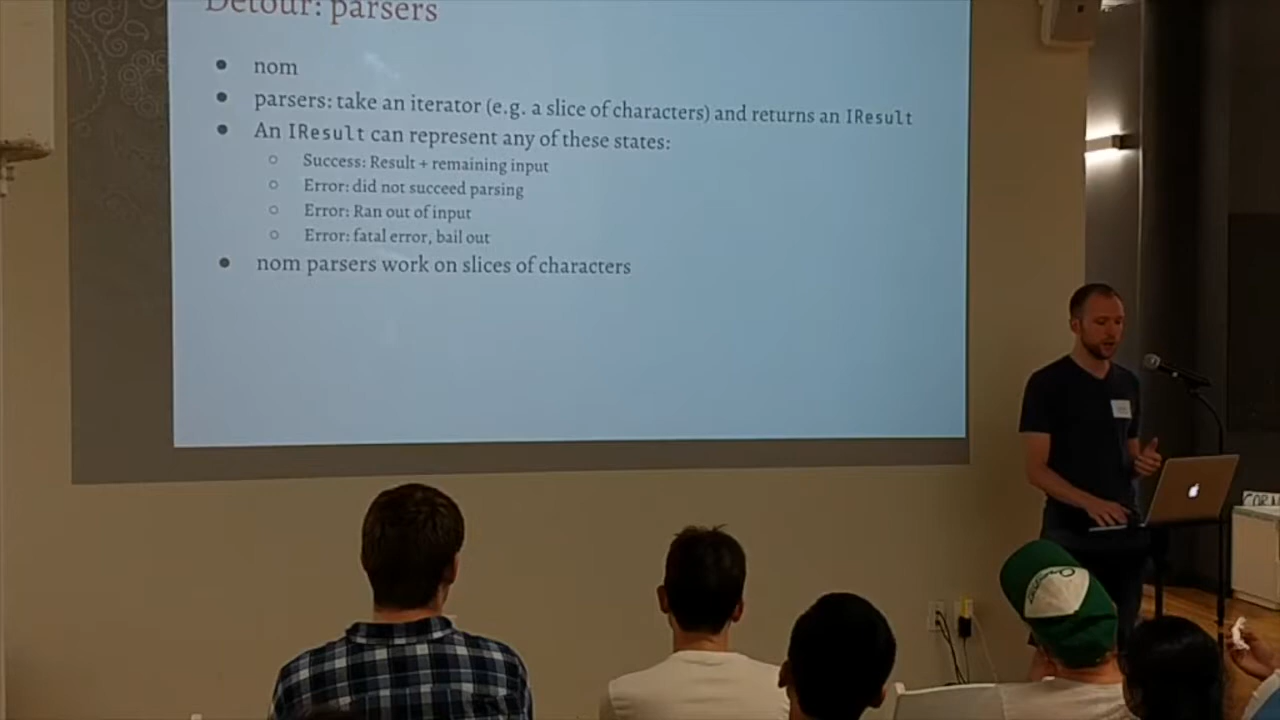 Detour: parsers
nom
parsers: take an iterator (e.g. a slice of characters) and returns an IResult
An IResult can represent any of these states:
Success: Result + remaining input
Error: did not succeed parsing
Error: Ran out of input
Error: fatal error, bail out
nom parsers work on slices of characters